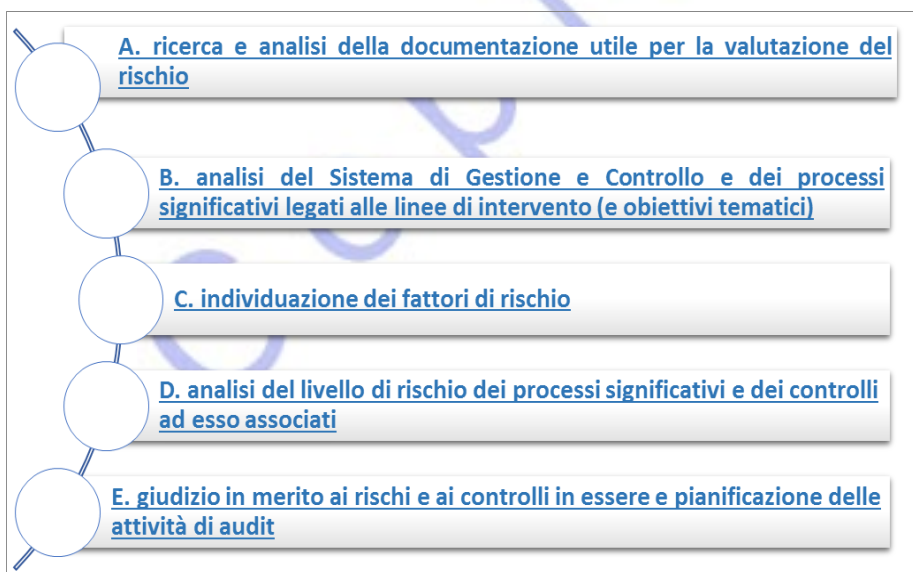 A. ricerca e analisi della documentazione utile per la valutazione del
rischio
B. analisi del Sistema di Gestione e Controllo e dei processi
significativi legati alle linee di intervento (e obiettivi tematici)
C. individuazione dei fattori di rischio
D. analisi del livello di rischio dei processi significativi e dei controlli
ad esso associati
E. giudizio in merito ai rischi e ai controlli in essere e pianificazione delle
attività di audit